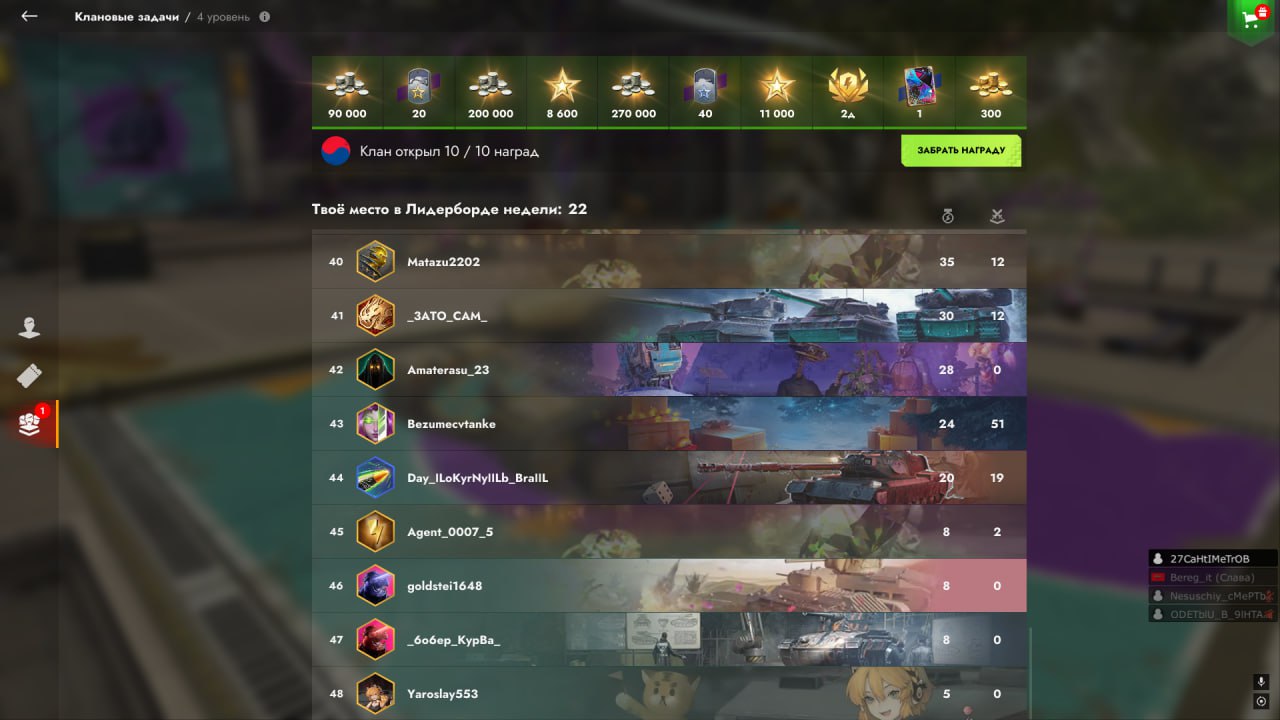 Клановые задачи / 4 уровень
90 000 20 200 000 8 600 270 000 40 11 000 2д 1 300
Клан открыл 10 / 10 наград
ЗАБРАТЬ НАГРАДУ
Твоё место в Лидерборде недели: 22
40 Matazu2202 35 12
41 _3ATO_CAM_ 30 12
42 Amaterasu_23 28 0
1
43 Bezumecvtanke 24 51
44 Day_ILoKyrNyIILb_BraIIL 20 19
45 Agent_0007_5 8 2
46 goldstei1648 8 0
47 _6o6ep_KypBa_ 8 0
48 Yaroslay553 5 0
27CaHtIMeTrOB
Bereg_it (Слава)
Nesuschiy_cMePTb